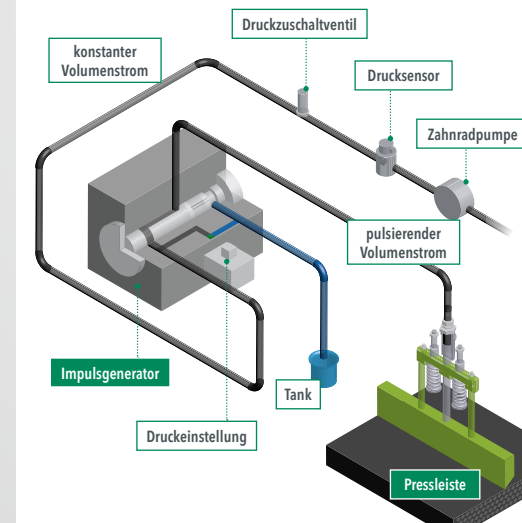 Druckzuschaltventil
konstanter
Volumenstrom
Drucksensor
Zahnradpumpe
pulsierender
Volumenstrom
Impulsgenerator
Tank
Druckeinstellung
Pressleiste